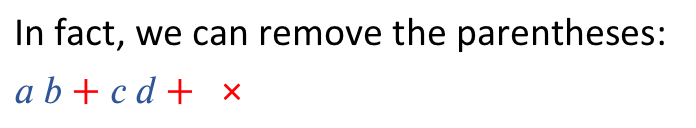 In fact, we can remove the parentheses:
a b + c d + ×